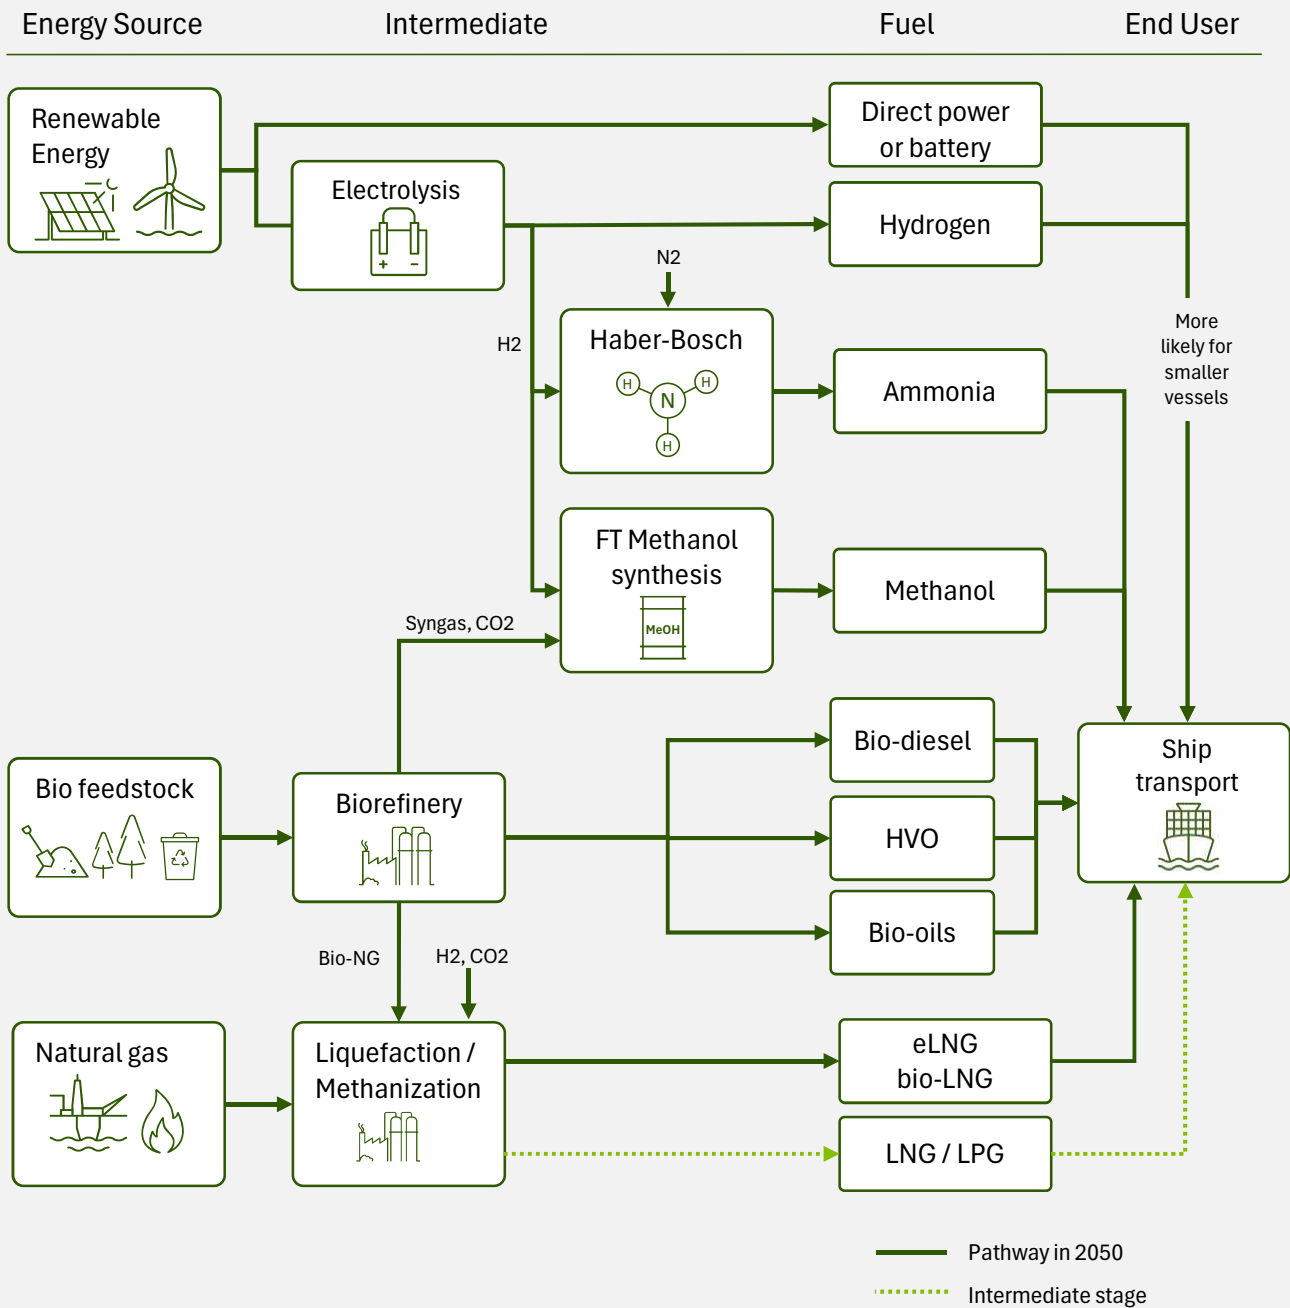 Energy Source
Intermediate
Fuel
End User
Renewable
Energy
Electrolysis
+ −
Direct power
or battery
Hydrogen
N2
H2
Haber-Bosch
H
H
N
H
Ammonia
More
likely for
smaller
vessels
FT Methanol
synthesis
MeOH
Methanol
Syngas, CO2
Bio feedstock
Biorefinery
Bio-diesel
HVO
Bio-oils
Ship
transport
Bio-NG
H2, CO2
Natural gas
Liquefaction /
Methanization
eLNG
bio-LNG
LNG / LPG
Pathway in 2050
Intermediate stage